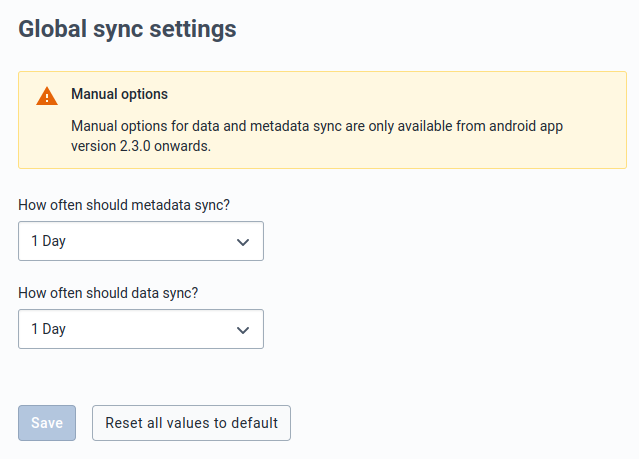 Global sync settings
Manual options
Manual options for data and metadata sync are only available from android app
version 2.3.0 onwards.
How often should metadata sync?
1 Day
How often should data sync?
1 Day
Save
Reset all values to default